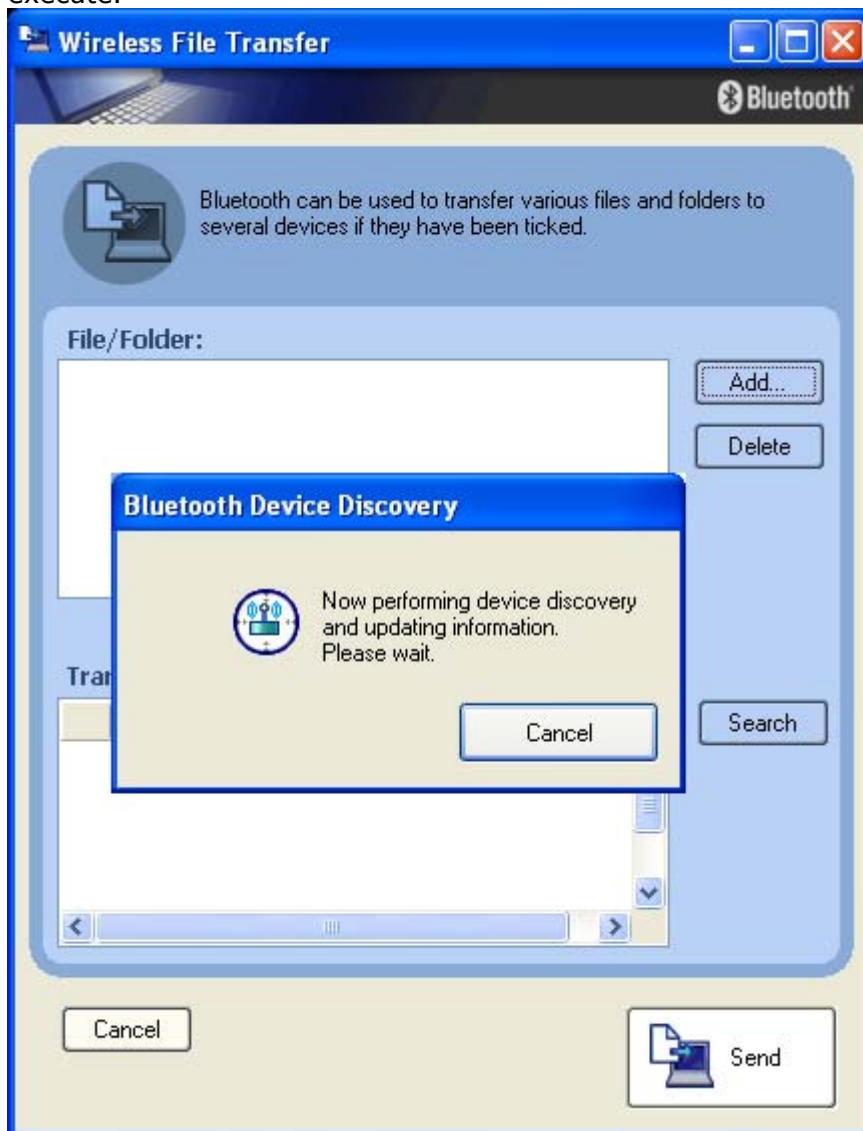 execute.
Wireless File Transfer
Bluetooth
Bluetooth can be used to transfer various files and folders to
several devices if they have been ticked.
File/Folder:
Add...
Delete
Bluetooth Device Discovery
Now performing device discovery
and updating information.
Please wait.
Cancel
Search
Cancel
Send